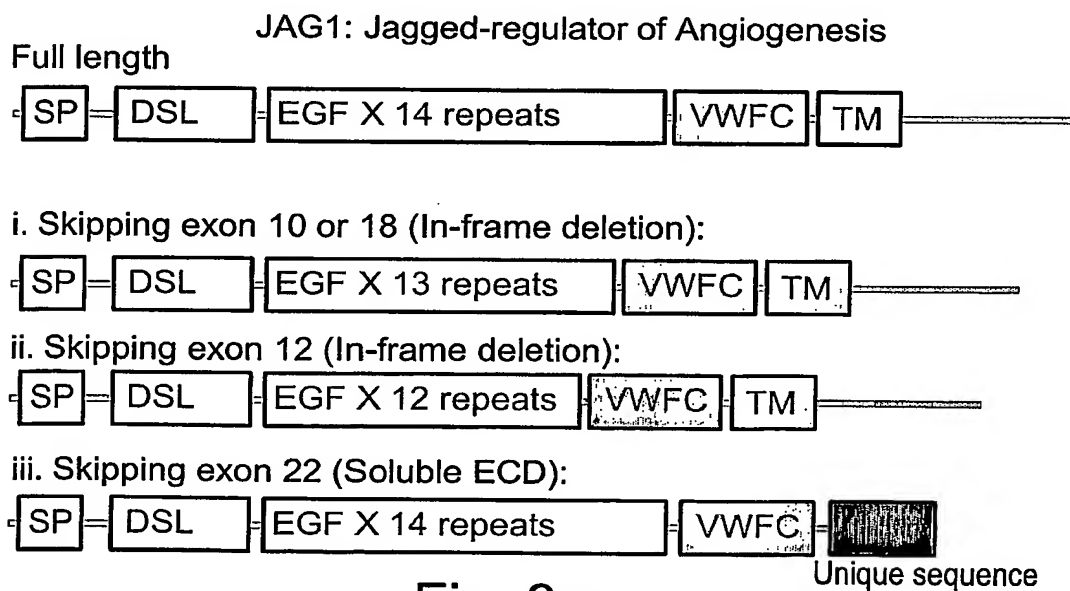 JAG1: Jagged-regulator of Angiogenesis
Full length
SP DSL EGF X 14 repeats VWFC TM
i. Skipping exon 10 or 18 (In-frame deletion):
SP DSL EGF X 13 repeats VWFC TM
ii. Skipping exon 12 (In-frame deletion):
SP DSL EGF X 12 repeats VWFC TM
iii. Skipping exon 22 (Soluble ECD):
SP DSL EGF X 14 repeats VWFC
Unique sequence